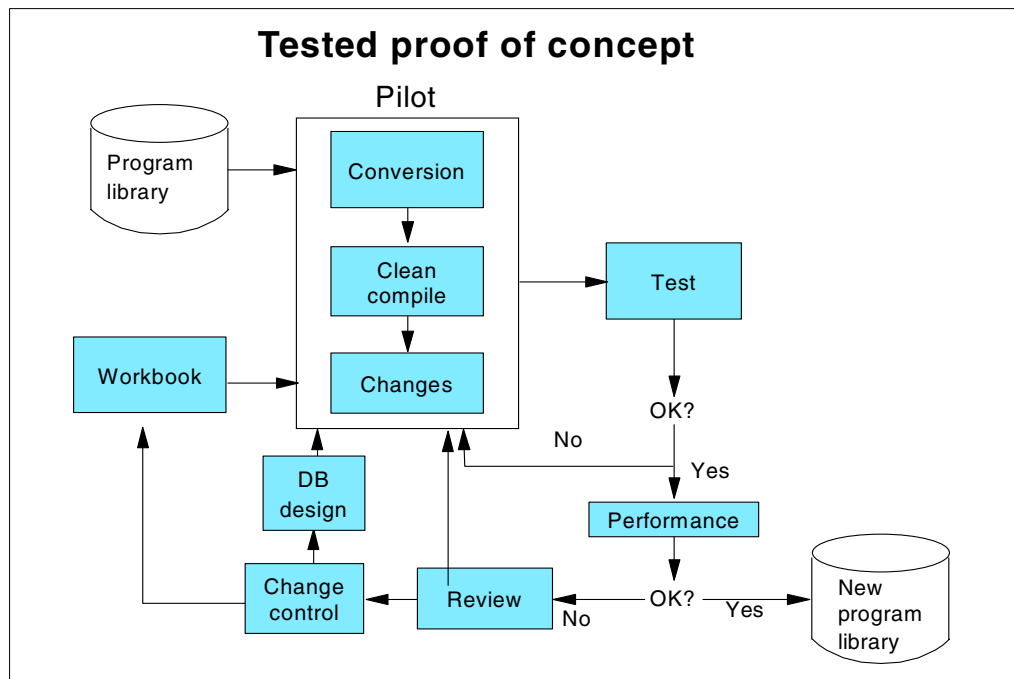 Tested proof of concept
Pilot
Program
library
Conversion
Clean
compile
Changes
Test
Workbook
OK?
No
Yes
DB
design
Performance
Change
control
Review
No
OK?
Yes
New
program
library